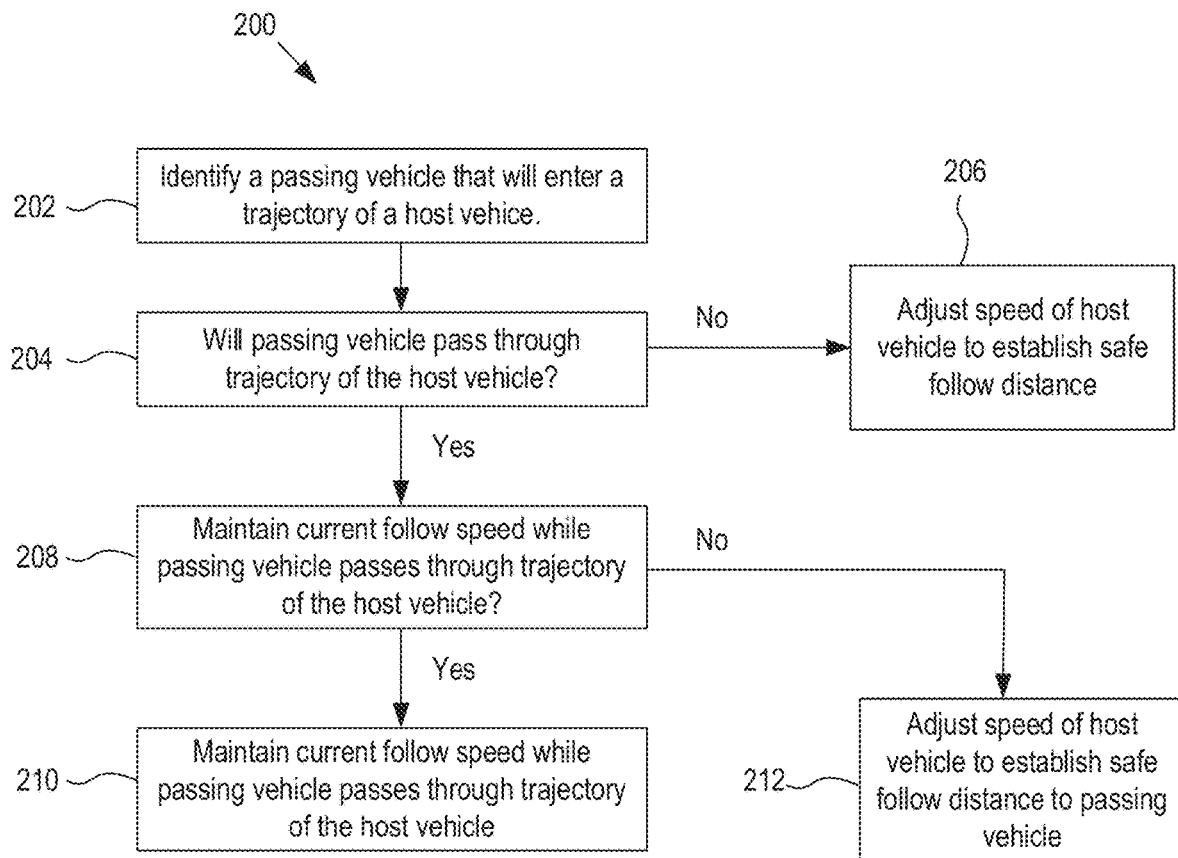 200
202
Identify a passing vehicle that will enter a
trajectory of a host vehice.
206
204
Will passing vehicle pass through
trajectory of the host vehicle?
No
Adjust speed of host
vehicle to establish safe
follow distance
Yes
208
Maintain current follow speed while
passing vehicle passes through trajectory
of the host vehicle?
No
Yes
210
Maintain current follow speed while
passing vehicle passes through trajectory
of the host vehicle
212
Adjust speed of host
vehicle to establish safe
follow distance to passing
vehicle